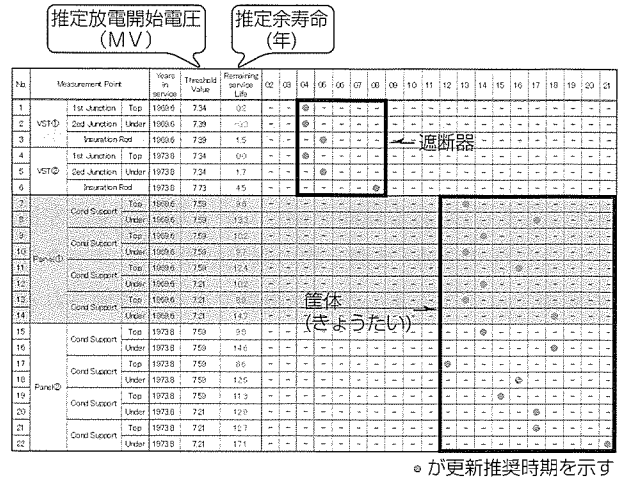 推定放電開始電圧
（ＭＶ）
推定余寿命
（年）
No. Measurement Point Years in service Threshold Value Remaining service Life 02 03 04 05 06 07 08 09 10 11 12 13 14 15 16 17 18 19 20 21
1 VST① 1st Junction Top 1969.6 7.34
2 2ed Junction Under 1969.6 7.39
3 Insuration Rod 1969.6 7.39 1.5
遮断器
4 VST② 1st Junction Top 1973.8 7.34
5 2ed Junction Under 1973.8 7.34 1.7
6 Insuration Rod 1973.8 7.73 4.5
7 Panel① Cond Support Top 1969.6 7.59
8 Under 1969.6 7.59
9 Cond Support Top 1969.6 7.59
10 Under 1969.6 7.59
11 Cond Support Top 1969.6 7.59 12.4
12 Under 1969.6 7.21
13 Cond Support Top 1969.6 7.21
14 Under 1969.6 7.21
筐体
(きょうたい)
15 Panel② Cond Support Top 1973.8 7.59 9.9
16 Under 1973.8 7.59 14.6
17 Cond Support Top 1973.8 7.59 8.6
18 Under 1973.8 7.59 12.5
19 Cond Support Top 1973.8 7.59 11.3
20 Under 1973.8 7.21 12.9
21 Cond Support Top 1973.8 7.21 12.7
22 Under 1973.8 7.21 17.1
◎ が更新推奨時期を示す